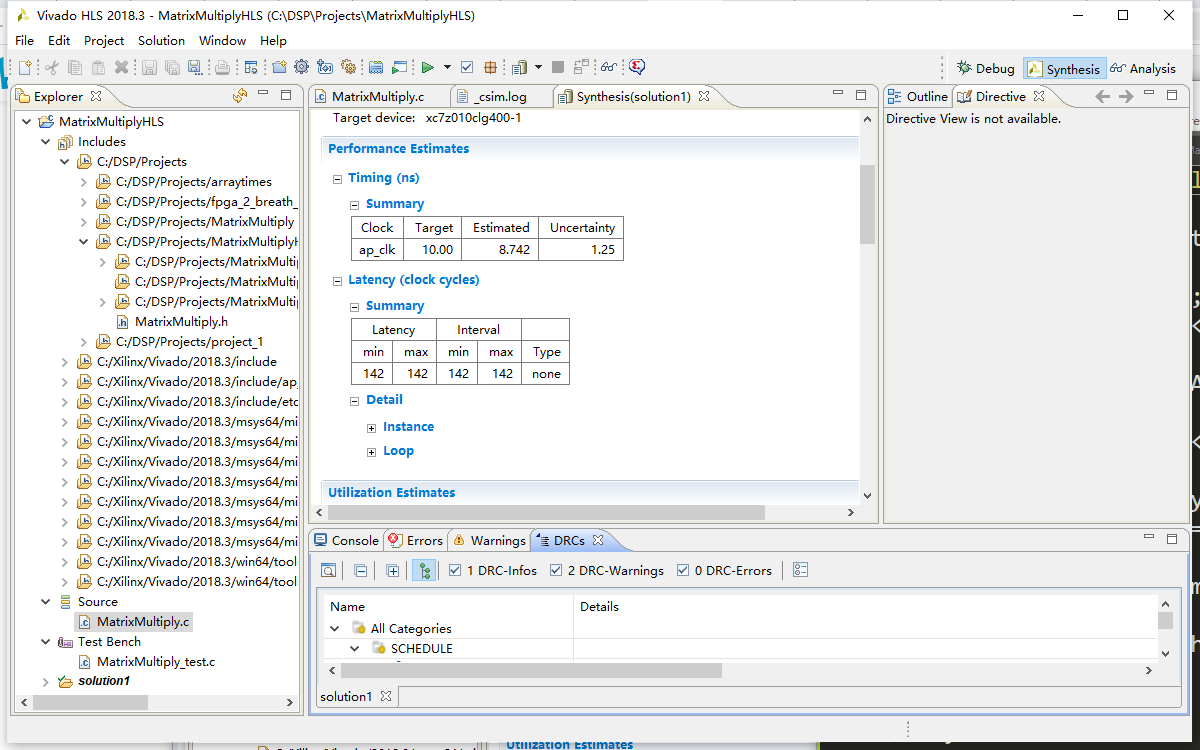 Vivado HLS 2018.3 - MatrixMultiplyHLS (C:\DSP\Projects\MatrixMultiplyHLS)
File Edit Project Solution Window Help
Debug Synthesis Analysis
Explorer
MatrixMultiplyHLS
Includes
C:/DSP/Projects
C:/DSP/Projects/arraytimes
C:/DSP/Projects/fpga_2_breath_
C:/DSP/Projects/MatrixMultiply
C:/DSP/Projects/MatrixMultiplyH
C:/DSP/Projects/MatrixMultip
C:/DSP/Projects/MatrixMultip
C:/DSP/Projects/MatrixMultip
MatrixMultiply.h
C:/DSP/Projects/project_1
C:/Xilinx/Vivado/2018.3/include
C:/Xilinx/Vivado/2018.3/include/ap_
C:/Xilinx/Vivado/2018.3/include/etc
C:/Xilinx/Vivado/2018.3/msys64/mi
C:/Xilinx/Vivado/2018.3/msys64/mi
C:/Xilinx/Vivado/2018.3/msys64/mi
C:/Xilinx/Vivado/2018.3/msys64/mi
C:/Xilinx/Vivado/2018.3/msys64/mi
C:/Xilinx/Vivado/2018.3/msys64/mi
C:/Xilinx/Vivado/2018.3/msys64/mi
C:/Xilinx/Vivado/2018.3/win64/tool
C:/Xilinx/Vivado/2018.3/win64/tool
Source
MatrixMultiply.c
Test Bench
MatrixMultiply_test.c
solution1
MatrixMultiply.c _csim.log Synthesis(solution1)
Target device: xc7z010clg400-1
Performance Estimates
Timing (ns)
Summary
Clock Target Estimated Uncertainty
ap_clk 10.00 8.742 1.25
Latency (clock cycles)
Summary
Latency Interval
min max min max Type
142 142 142 142 none
Detail
Instance
Loop
Utilization Estimates
Outline Directive
Directive View is not available.
Console Errors Warnings DRCs
1 DRC-Infos 2 DRC-Warnings 0 DRC-Errors
Name Details
All Categories
SCHEDULE
solution1
Utilization Estimates